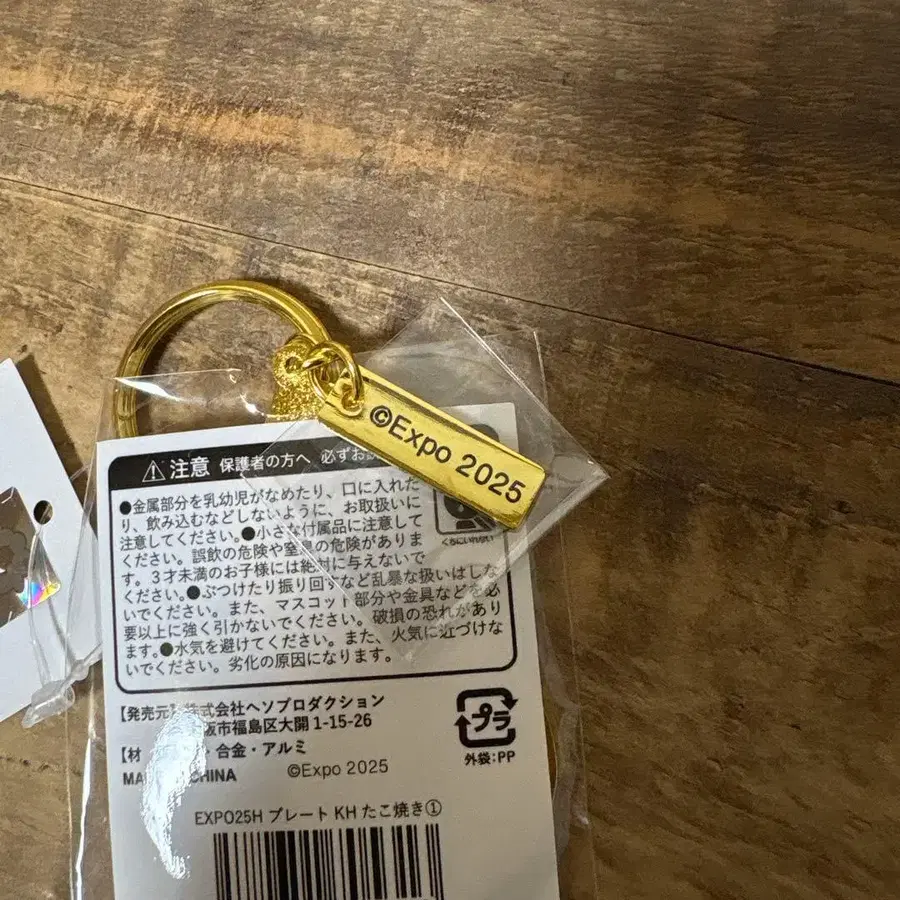 ©Expo 2025
注意 保護者の方へ 必ずお読
●金属部分を乳幼児がなめたり、口に入れた
り、飲み込むなどしないように、お取扱いに
注意してください。●小さな付属品に注意して
ください。誤飲の危険や窒息の危険がありま
す。3才未満のお子様には絶対に与えないで
ください。●ぶつけたり振り回すなど乱暴な扱いはしな
いでください。また、マスコット部分や金具などを必
要以上に強く引かないでください。破損の恐れがあり
ます。●水気を避けてください。また、火気に近づけな
いでください。劣化の原因になります。
くちにいれない
【発売元】株式会社ヘソプロダクション
阪市福島区大開 1-15-26
【材 ・合金・アルミ
MA CHINA ©Expo 2025
プラ
外袋:PP
EXPO25H プレート KH たこ焼き①